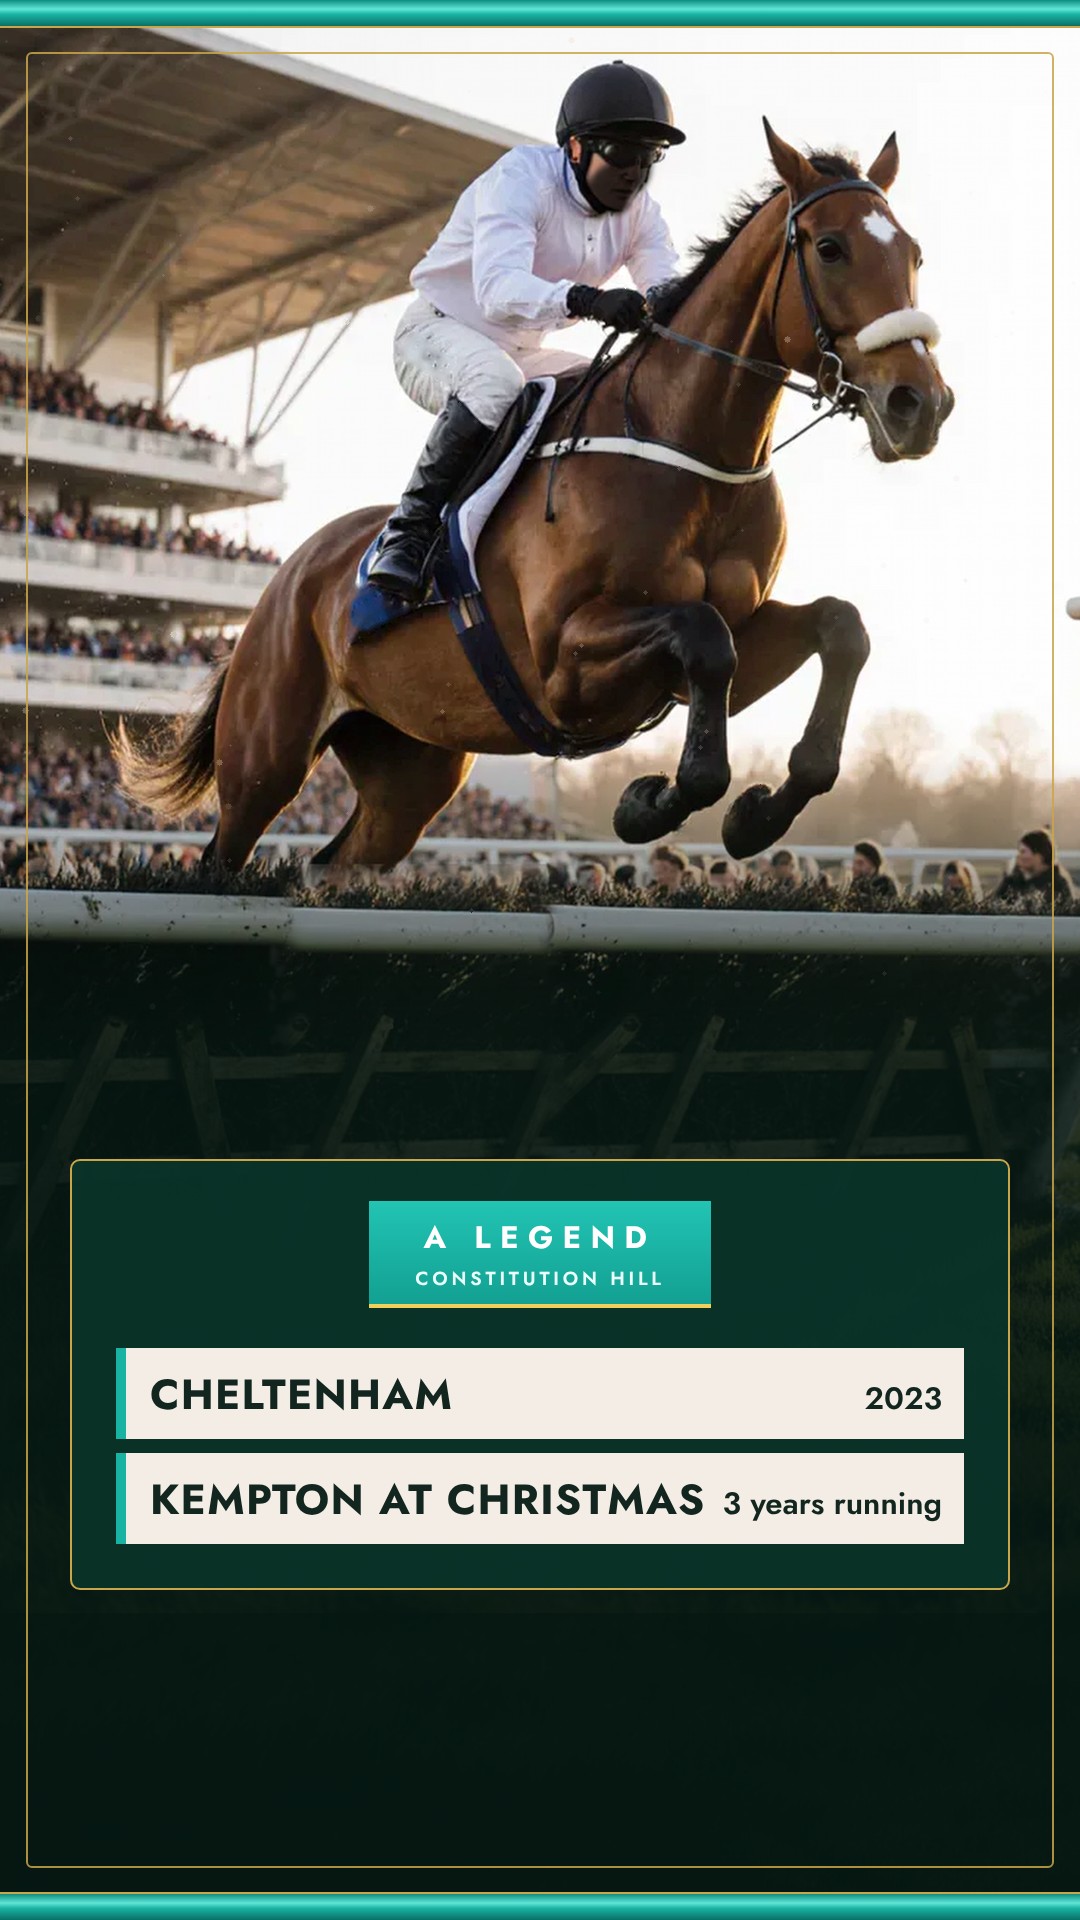 A LEGEND
CONSTITUTION HILL
CHELTENHAM 2023
KEMPTON AT CHRISTMAS 3 years running